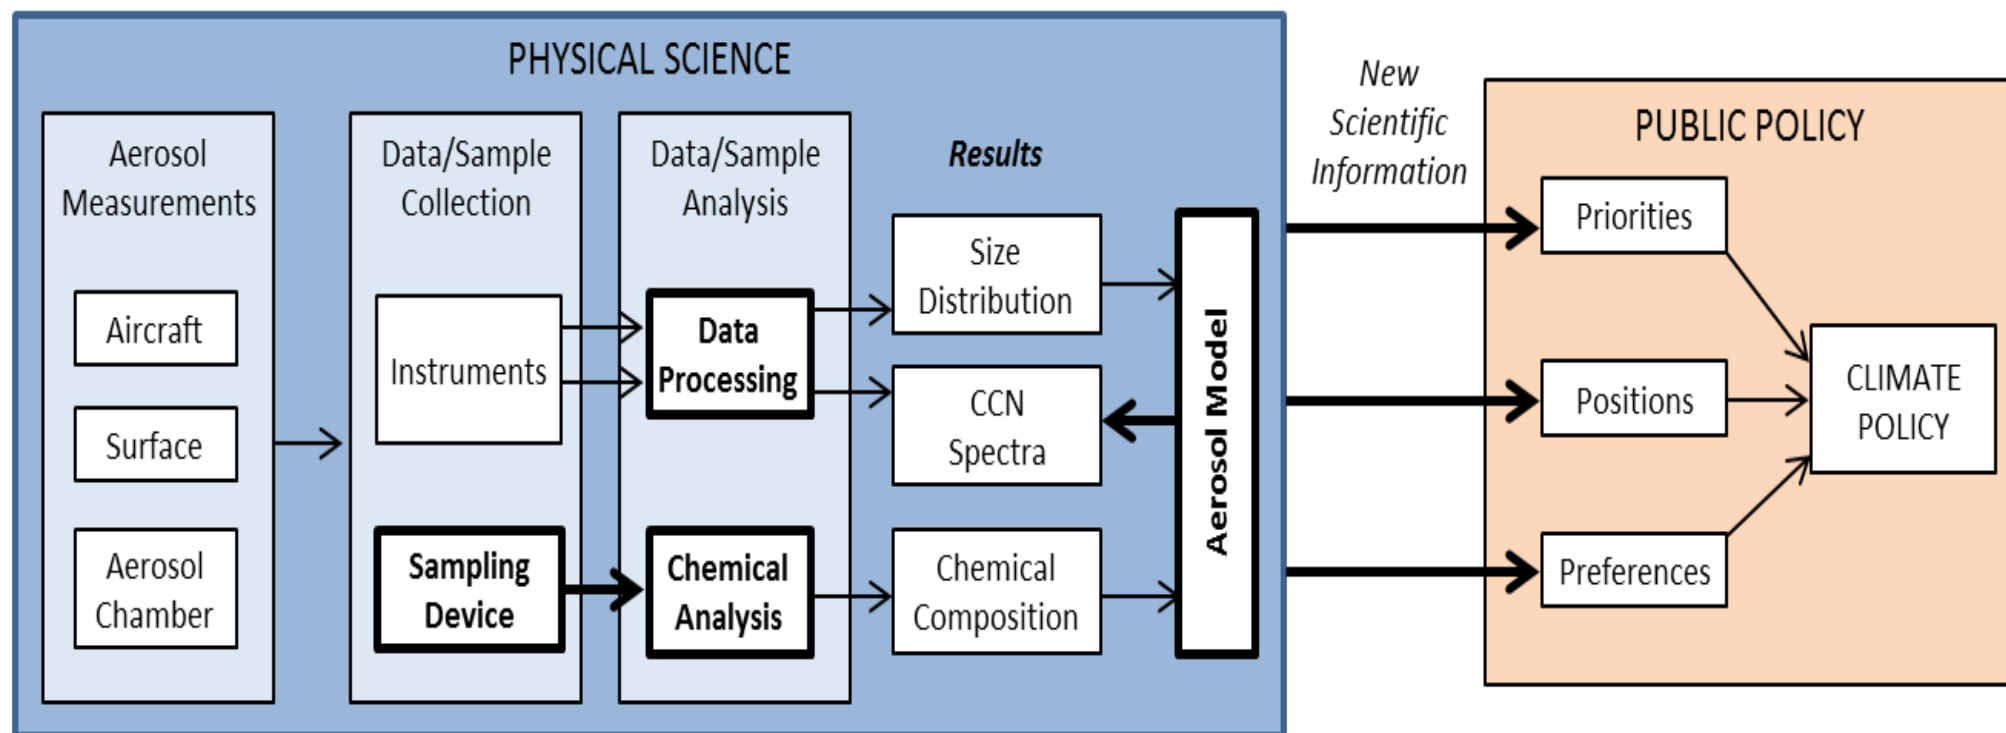 PHYSICAL SCIENCE
Aerosol
Measurements
Aircraft
Surface
Aerosol
Chamber
Data/Sample
Collection
Instruments
Sampling
Device
Data/Sample
Analysis
Data
Processing
Chemical
Analysis
Results
Size
Distribution
CCN
Spectra
Chemical
Composition
Aerosol Model
New
Scientific
Information
PUBLIC POLICY
Priorities
Positions
Preferences
CLIMATE
POLICY